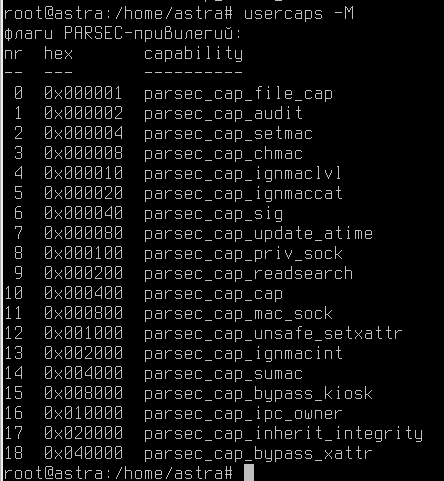 root@astra:/home/astra# usercaps -M
флаги PARSEC-привилегий:
nr  hex       capability
--  ---       ----------
 0  0x000001  parsec_cap_file_cap
 1  0x000002  parsec_cap_audit
 2  0x000004  parsec_cap_setmac
 3  0x000008  parsec_cap_chmac
 4  0x000010  parsec_cap_ignmaclvl
 5  0x000020  parsec_cap_ignmaccat
 6  0x000040  parsec_cap_sig
 7  0x000080  parsec_cap_update_atime
 8  0x000100  parsec_cap_priv_sock
 9  0x000200  parsec_cap_readsearch
10  0x000400  parsec_cap_cap
11  0x000800  parsec_cap_mac_sock
12  0x001000  parsec_cap_unsafe_setxattr
13  0x002000  parsec_cap_ignmacint
14  0x004000  parsec_cap_sumac
15  0x008000  parsec_cap_bypass_kiosk
16  0x010000  parsec_cap_ipc_owner
17  0x020000  parsec_cap_inherit_integrity
18  0x040000  parsec_cap_bypass_xattr
root@astra:/home/astra#